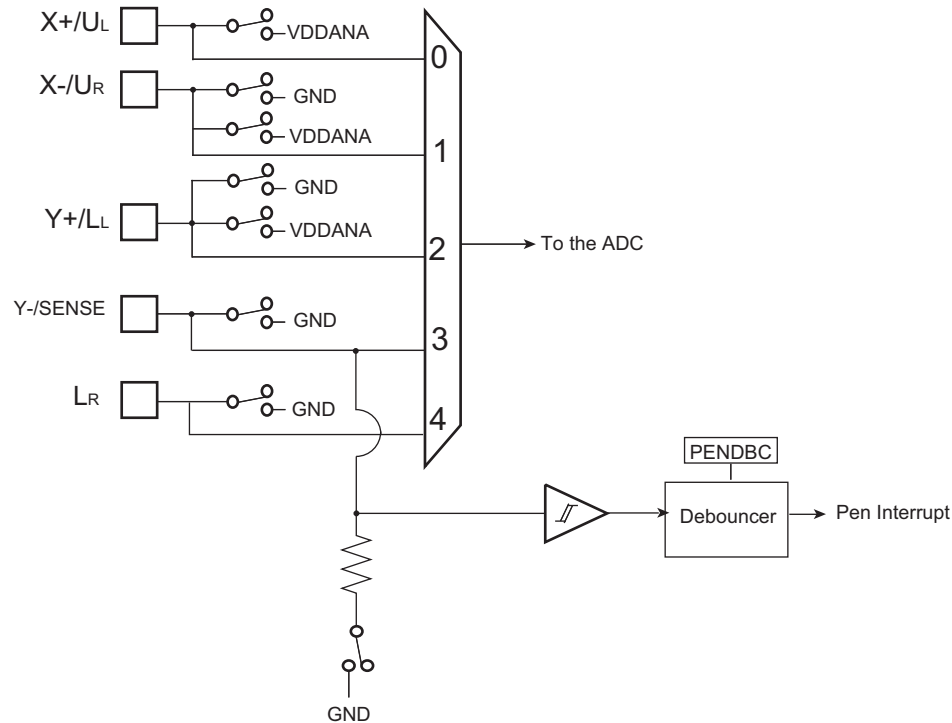 X+/UL
VDDANA
0
X-/UR
GND
VDDANA
1
GND
Y+/LL
VDDANA
2
To the ADC
Y-/SENSE
GND
3
LR
GND
4
PENDBC
Debouncer
Pen Interrupt
GND